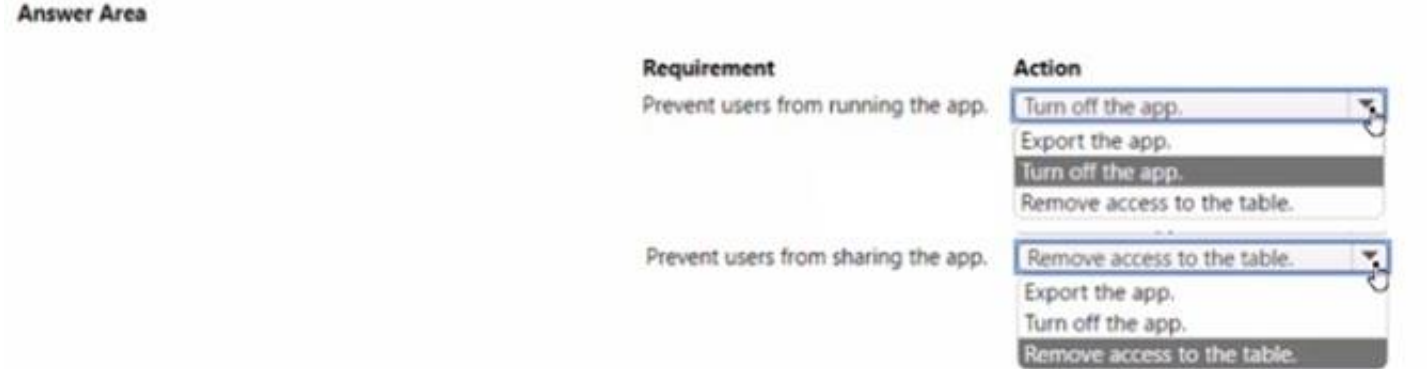 Answer Area
Requirement Action
Prevent users from running the app. Turn off the app.
Export the app.
Turn off the app.
Remove access to the table.
Prevent users from sharing the app. Remove access to the table.
Export the app.
Turn off the app.
Remove access to the table.